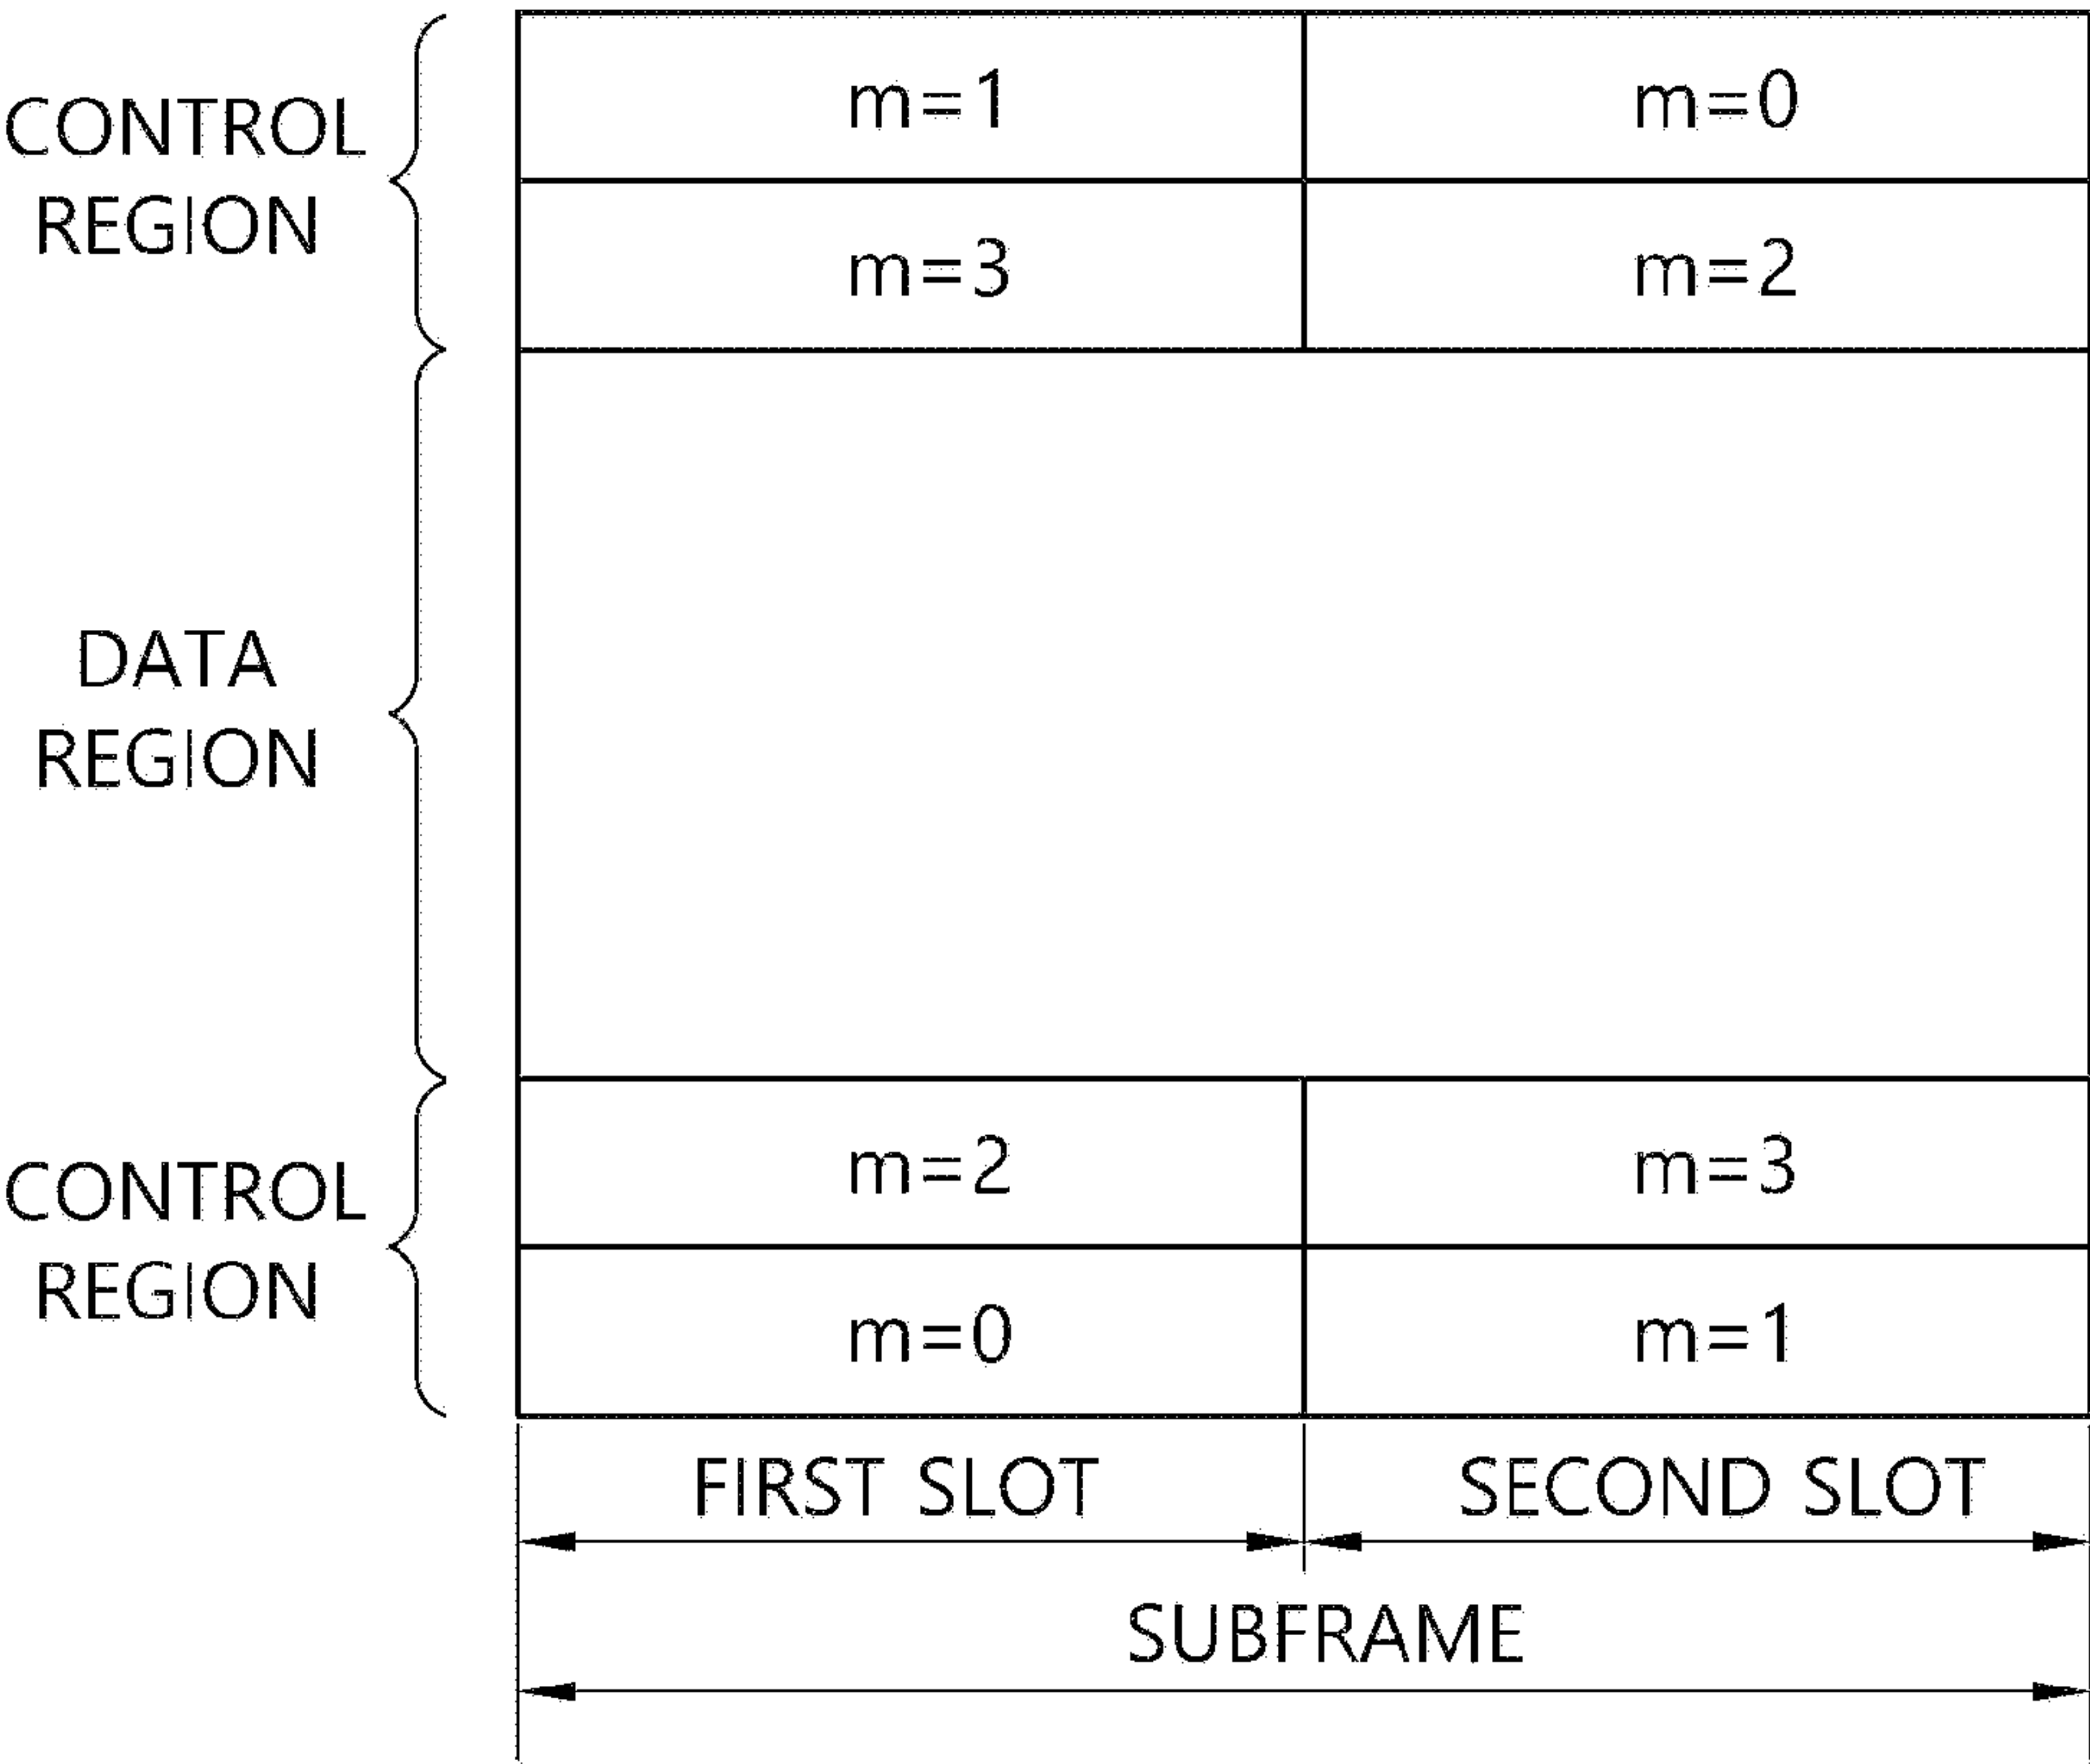 CONTROL
REGION
m=1
m=0
m=3
m=2
DATA
REGION
CONTROL
REGION
m=2
m=3
m=0
m=1
FIRST SLOT
SECOND SLOT
SUBFRAME